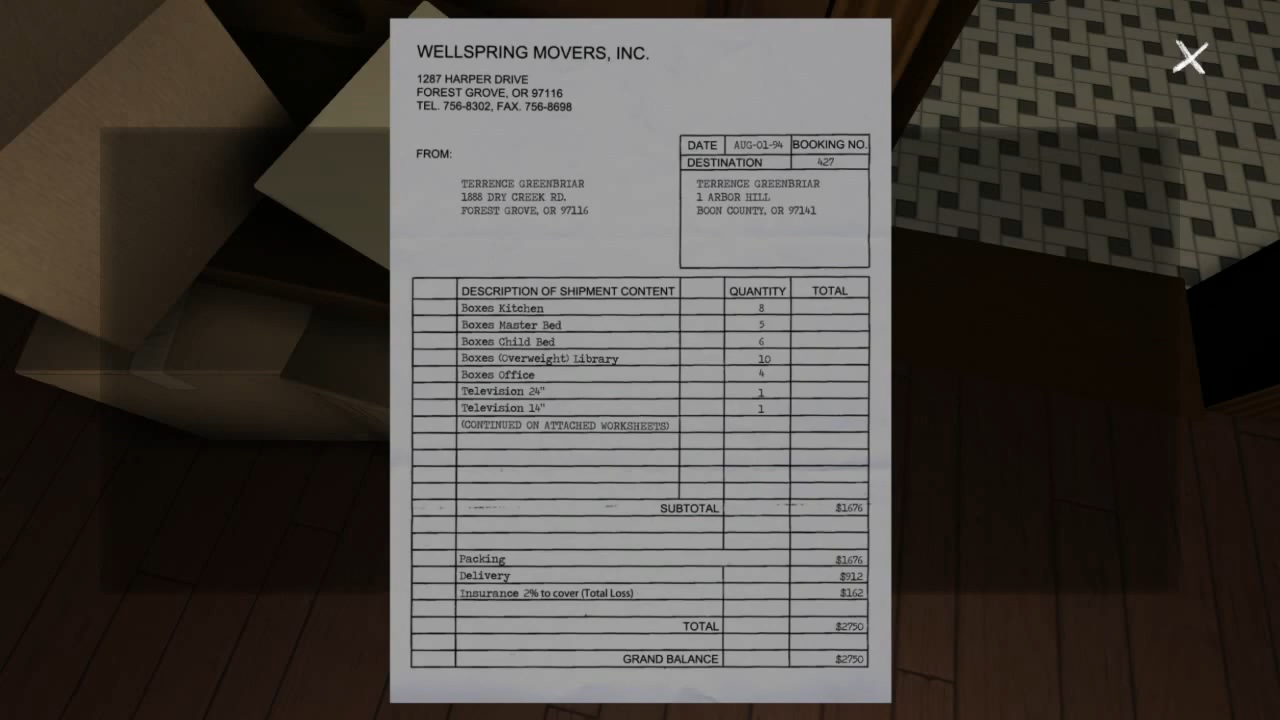 WELLSPRING MOVERS, INC.
1287 HARPER DRIVE
FOREST GROVE, OR 97116
TEL. 756-8302, FAX. 756-8698
DATE AUG-01-94 BOOKING NO.
DESTINATION 427
FROM:
TERRENCE GREENBRIAR
1888 DRY CREEK RD.
FOREST GROVE, OR 97116
TERRENCE GREENBRIAR
1 ARBOR HILL
BOON COUNTY, OR 97141
DESCRIPTION OF SHIPMENT CONTENT QUANTITY TOTAL
Boxes Kitchen 8
Boxes Master Bed 5
Boxes Child Bed 6
Boxes (Overweight) Library 10
Boxes Office 4
Television 24" 1
Television 14" 1
(CONTINUED ON ATTACHED WORKSHEETS)
SUBTOTAL $1676
Packing $1676
Delivery $912
Insurance 2% to cover (Total Loss) $162
TOTAL $2750
GRAND BALANCE $2750